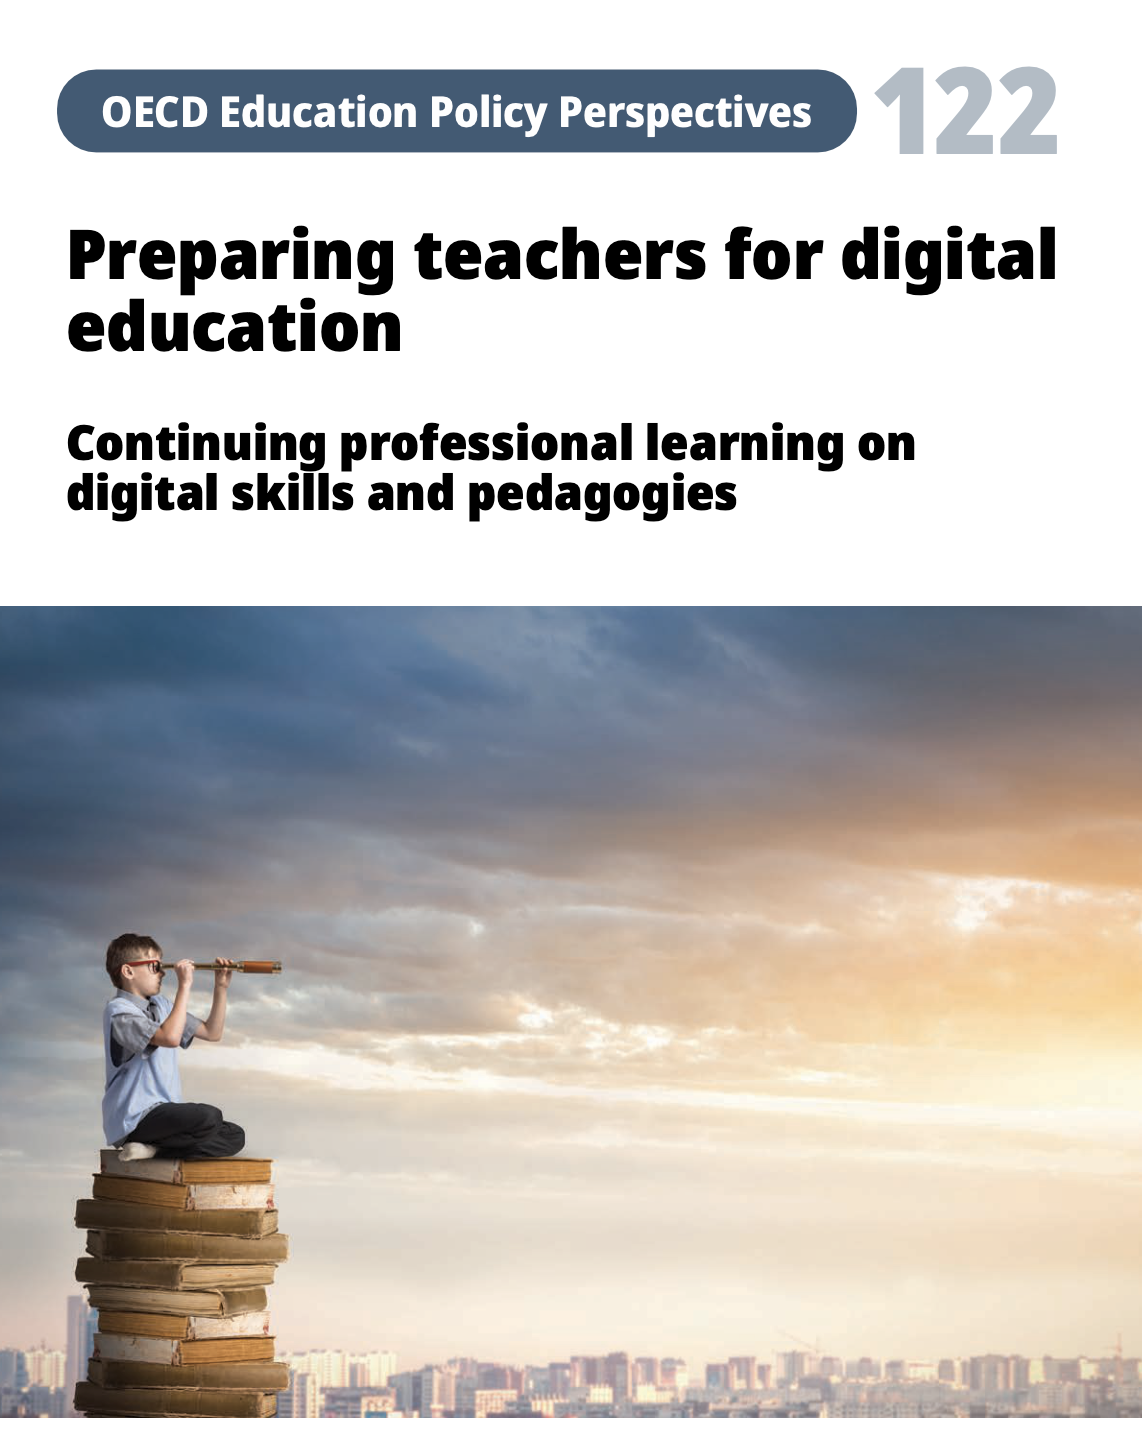 OECD Education Policy Perspectives 122
Preparing teachers for digital
education
Continuing professional learning on
digital skills and pedagogies